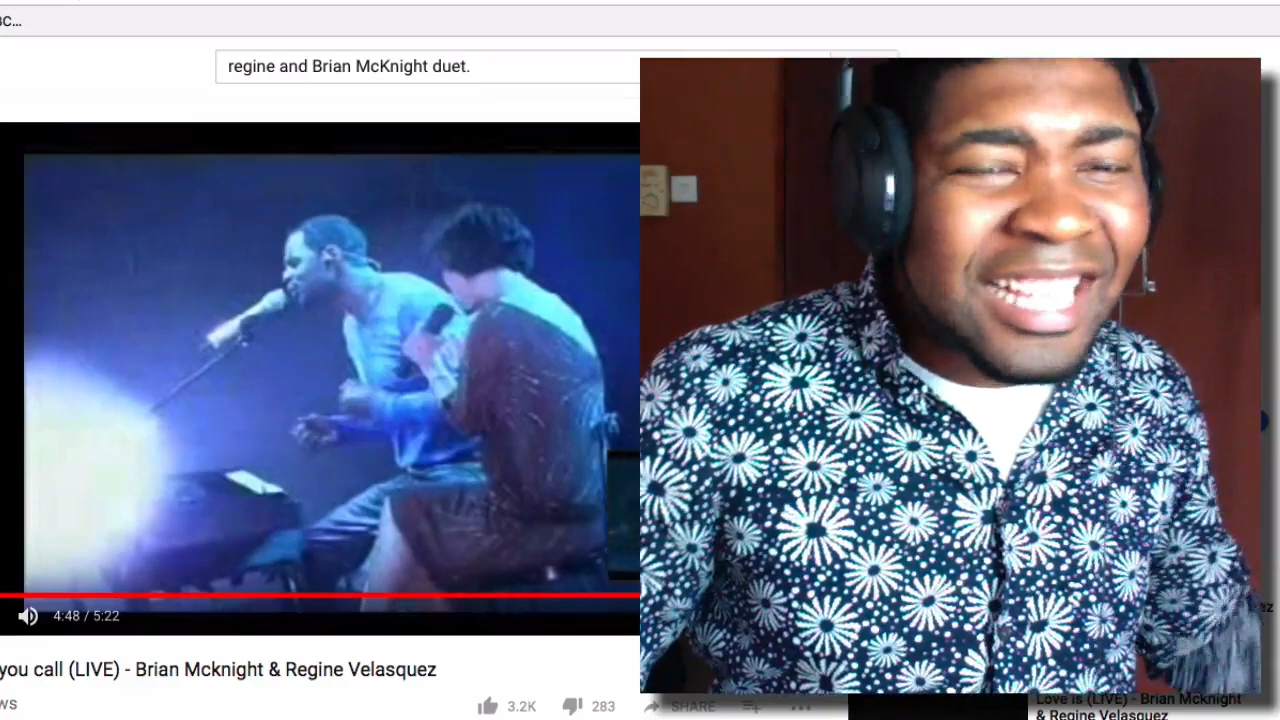 BC...
regine and Brian McKnight duet.
4:48 / 5:22
you call (LIVE) - Brian Mcknight & Regine Velasquez
3.2K
283
SHARE
Love is (LIVE) - Brian Mcknight
& Regine Velasquez